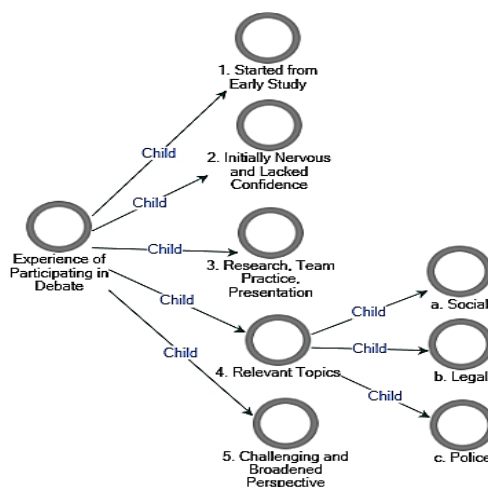 1. Started from
Early Study
Child
2. Initially Nervous
and Lacked
Confidence
Child
Experience of
Participating in
Debate
Child
3. Research, Team
Practice,
Presentation
Child
4. Relevant Topics
Child
a. Social
Child
b. Legal
Child
c. Police
Child
5. Challenging and
Broadened
Perspective